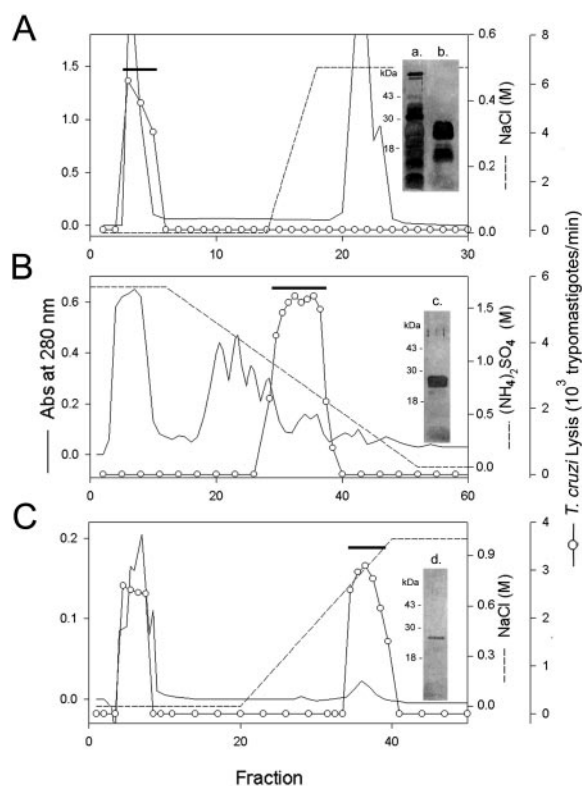 A
a. b.
kDa
43 -
30 -
18 -
1.5
1.0
0.5
0.0
0.6
0.4
0.2
0.0
8
6
4
2
0
0 10 20 30
NaCl (M)
B
c.
kDa
43 -
30 -
18 -
0.6
0.4
0.2
0.0
1.5
1.0
0.5
0.0
6
4
2
0
0 20 40 60
Abs at 280 nm
(NH4)2SO4 (M)
T. cruzi Lysis (10³ trypomastigotes/min)
C
d.
kDa
43 -
30 -
18 -
0.2
0.1
0.0
0.9
0.6
0.3
0.0
4
3
2
1
0
0 20 40
NaCl (M)
Fraction